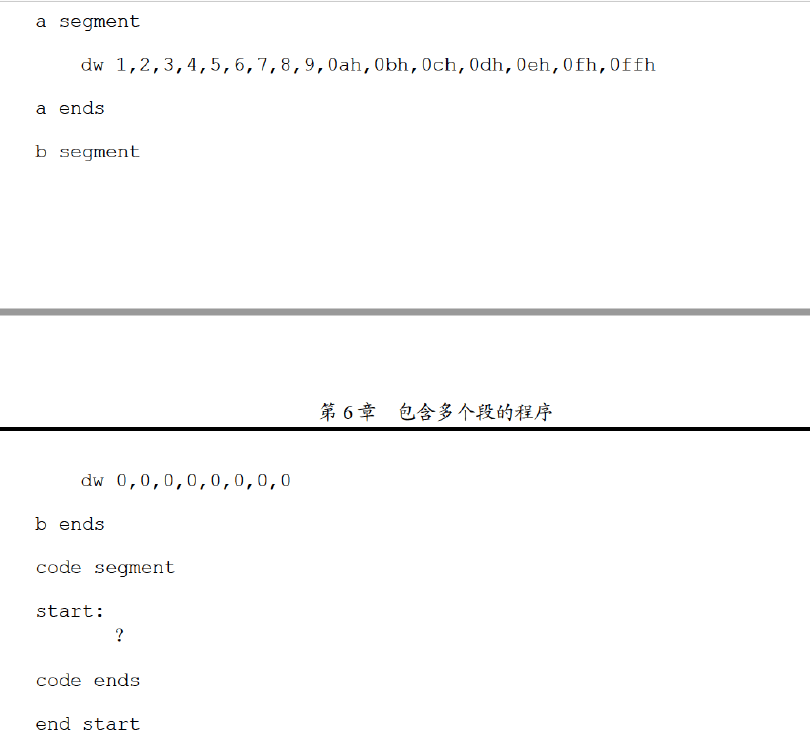 a segment
dw 1,2,3,4,5,6,7,8,9,0ah,0bh,0ch,0dh,0eh,0fh,0ffh
a ends
b segment
第 6 章 包含多个段的程序
dw 0,0,0,0,0,0,0,0
b ends
code segment
start:
?
code ends
end start